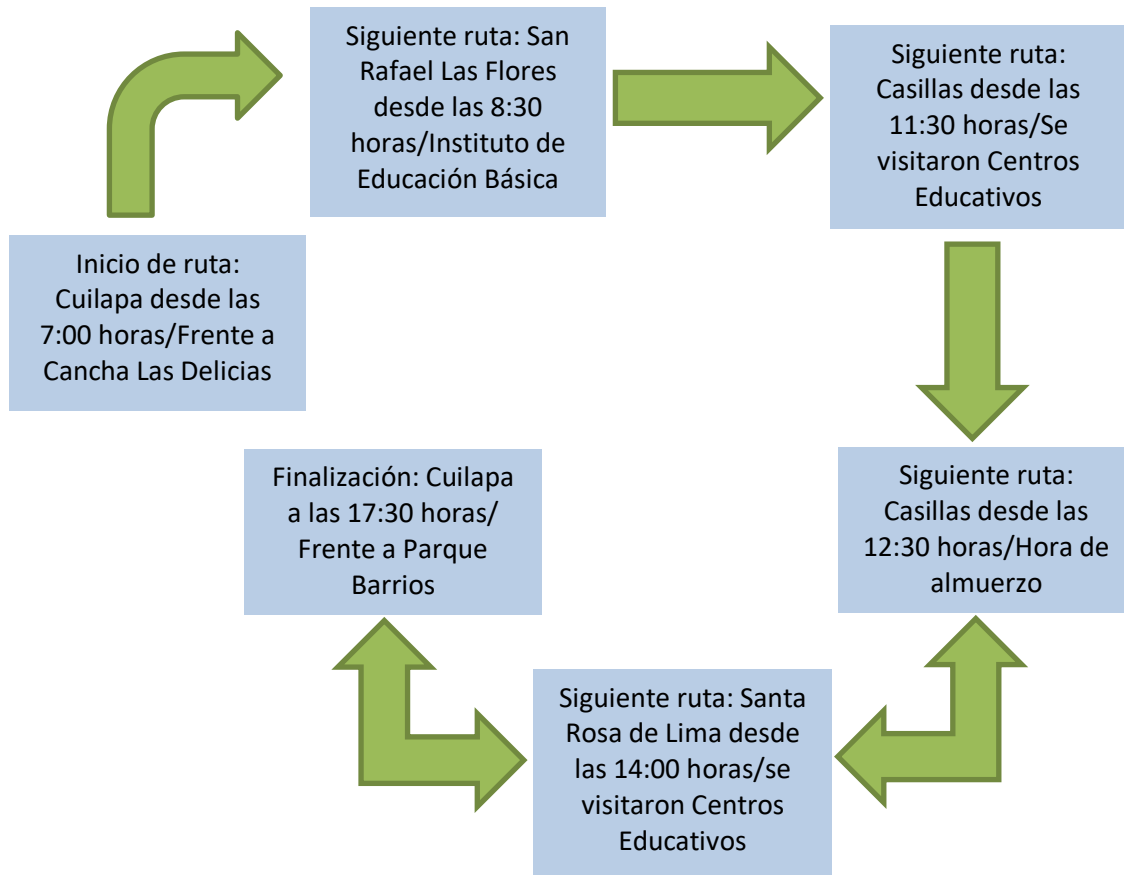 Inicio de ruta:
Cuilapa desde las
7:00 horas/Frente a
Cancha Las Delicias
Siguiente ruta: San
Rafael Las Flores
desde las 8:30
horas/Instituto de
Educación Básica
Siguiente ruta:
Casillas desde las
11:30 horas/Se
visitaron Centros
Educativos
Siguiente ruta:
Casillas desde las
12:30 horas/Hora de
almuerzo
Siguiente ruta: Santa
Rosa de Lima desde
las 14:00 horas/se
visitaron Centros
Educativos
Finalización: Cuilapa
a las 17:30 horas/
Frente a Parque
Barrios